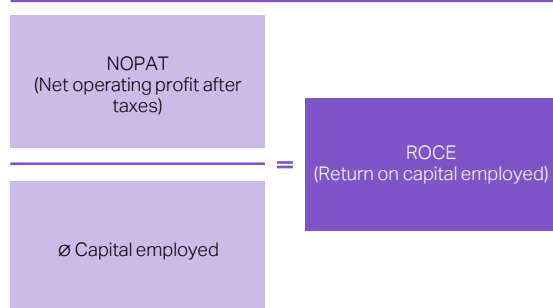 NOPAT
(Net operating profit after
taxes)
=
ROCE
(Return on capital employed)
Ø Capital employed